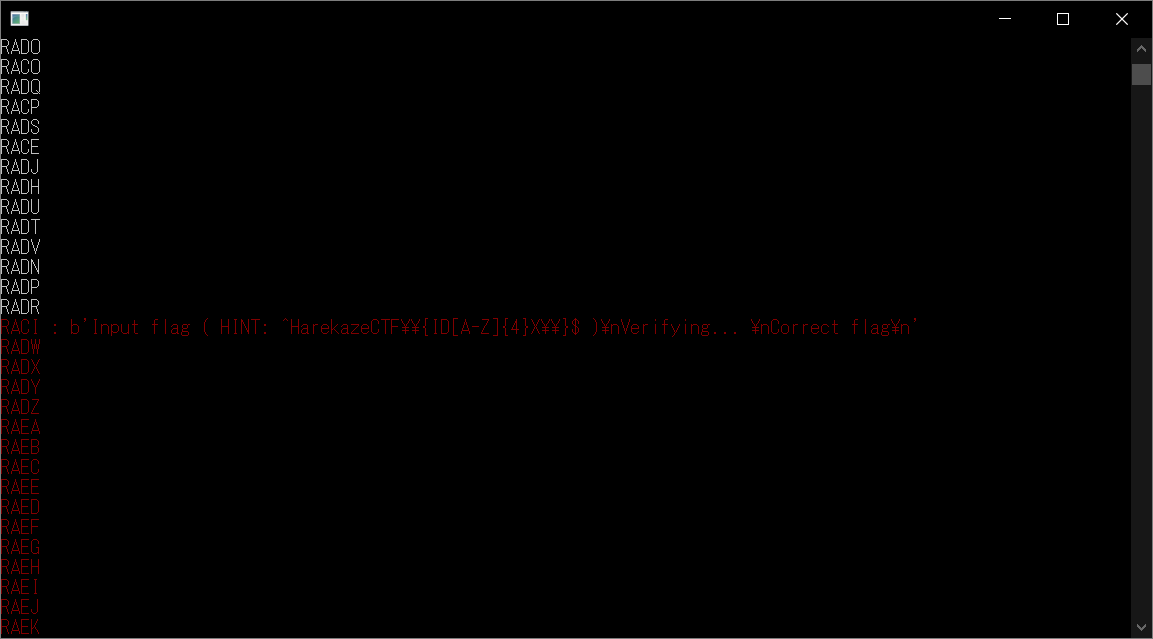 RADO
RACO
RADQ
RACP
RADS
RACE
RADJ
RADH
RADU
RADT
RADV
RADN
RADP
RADR
RACI : b'Input flag ( HINT: ^HarekazeCTF¥¥{ID[A-Z]{4}X¥¥}$ )¥nVerifying... ¥nCorrect flag¥n'
RADW
RADX
RADY
RADZ
RAEA
RAEB
RAEC
RAEE
RAED
RAEF
RAEG
RAEH
RAEI
RAEJ
RAEK